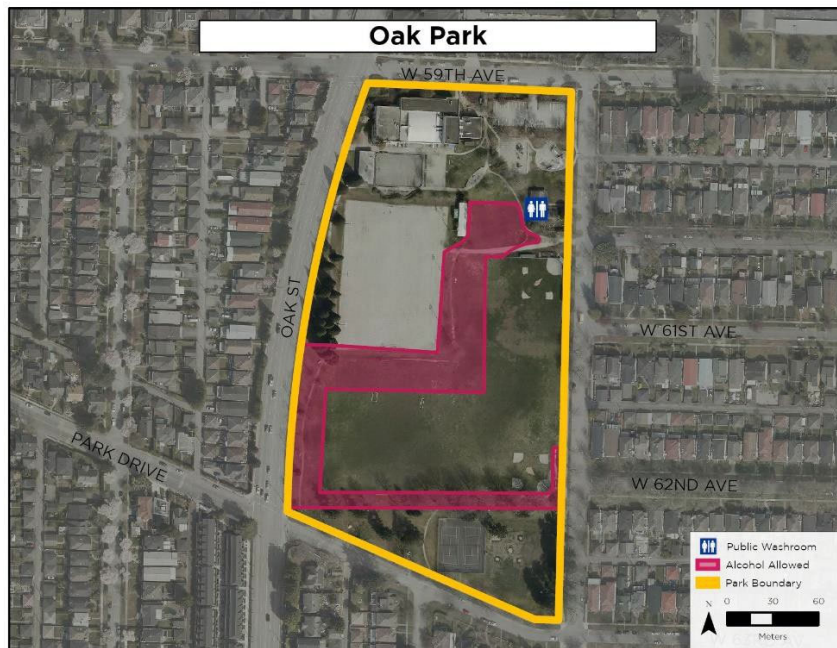 Oak Park
W 59TH AVE
OAK ST
W 61ST AVE
PARK DRIVE
W 62ND AVE
Public Washroom
Alcohol Allowed
Park Boundary
N
0 30 60
Meters